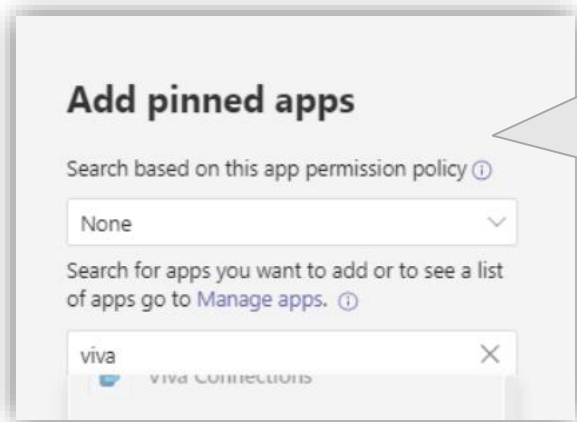 Add pinned apps
Search based on this app permission policy
None
Search for apps you want to add or to see a list
of apps go to Manage apps.
viva
Viva Connections